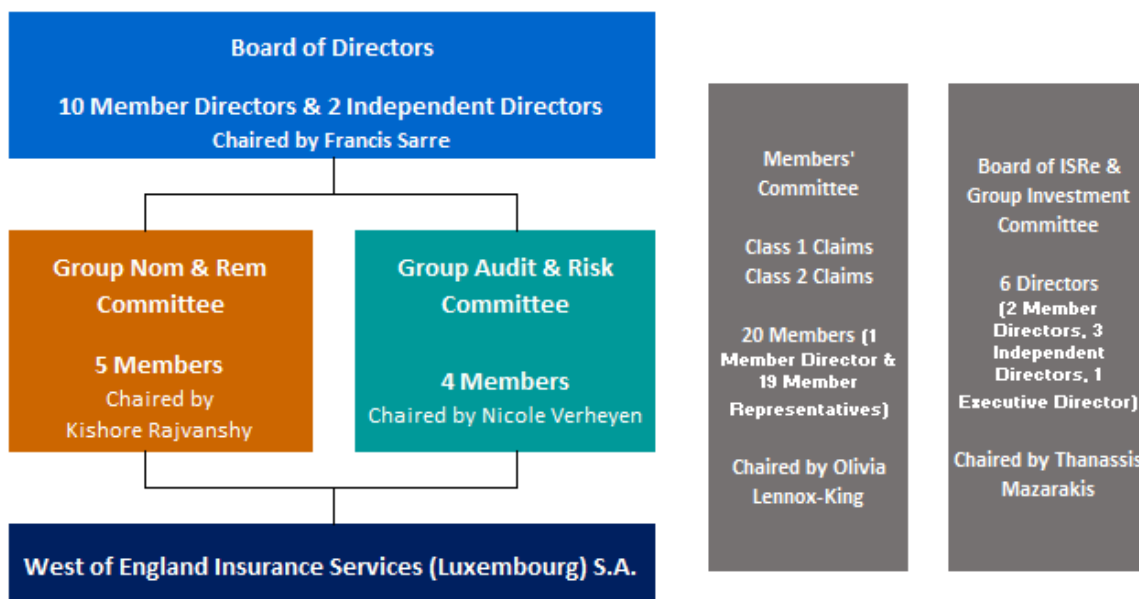 Board of Directors
10 Member Directors & 2 Independent Directors
Chaired by Francis Sarre
Group Nom & Rem
Committee
5 Members
Chaired by
Kishore Rajvanshy
Group Audit & Risk
Committee
4 Members
Chaired by Nicole Verheyen
West of England Insurance Services (Luxembourg) S.A.
Members'
Committee
Class 1 Claims
Class 2 Claims
20 Members (1
Member Director &
19 Member
Representatives)
Chaired by Olivia
Lennox-King
Board of ISRe &
Group Investment
Committee
6 Directors
(2 Member
Directors, 3
Independent
Directors, 1
Executive Director)
Chaired by Thanassis
Mazarakis